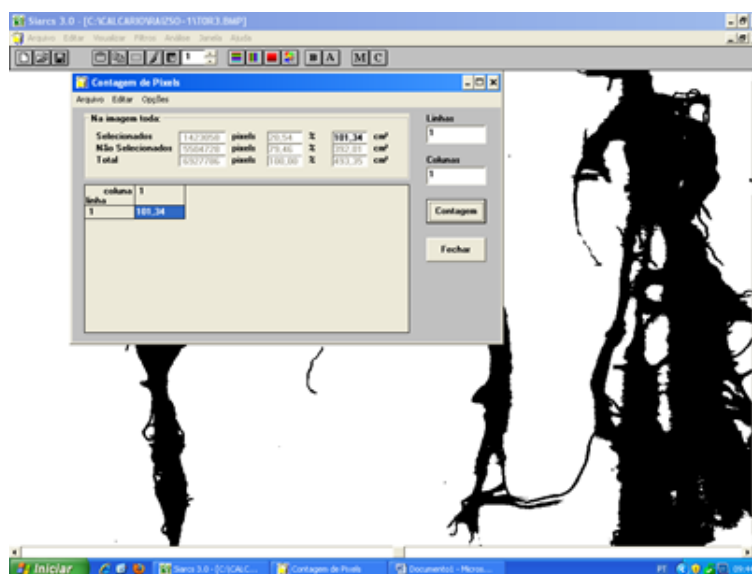 Siarcs 3.0 - [C:\CALCARIO\RAIZSO~1\TOR3.BMP]
Arquivo Editar Visualizar Filtros Análise Janela Ajuda
1 B A M C
Contagem de Pixels
Arquivo Editar Opções
Na imagem toda:
Selecionados 1423058 pixels 20,54 % 101,34 cm²
Não Selecionados 5504728 pixels 79,46 % 392,01 cm²
Total 6927786 pixels 100,00 % 493,35 cm²
Linhas
1
Colunas
1
coluna 1
linha
1 101,34
Contagem
Fechar
Iniciar Siarcs 3.0 - [C:\CALC... Contagem de Pixels Documento1 - Micros... PT